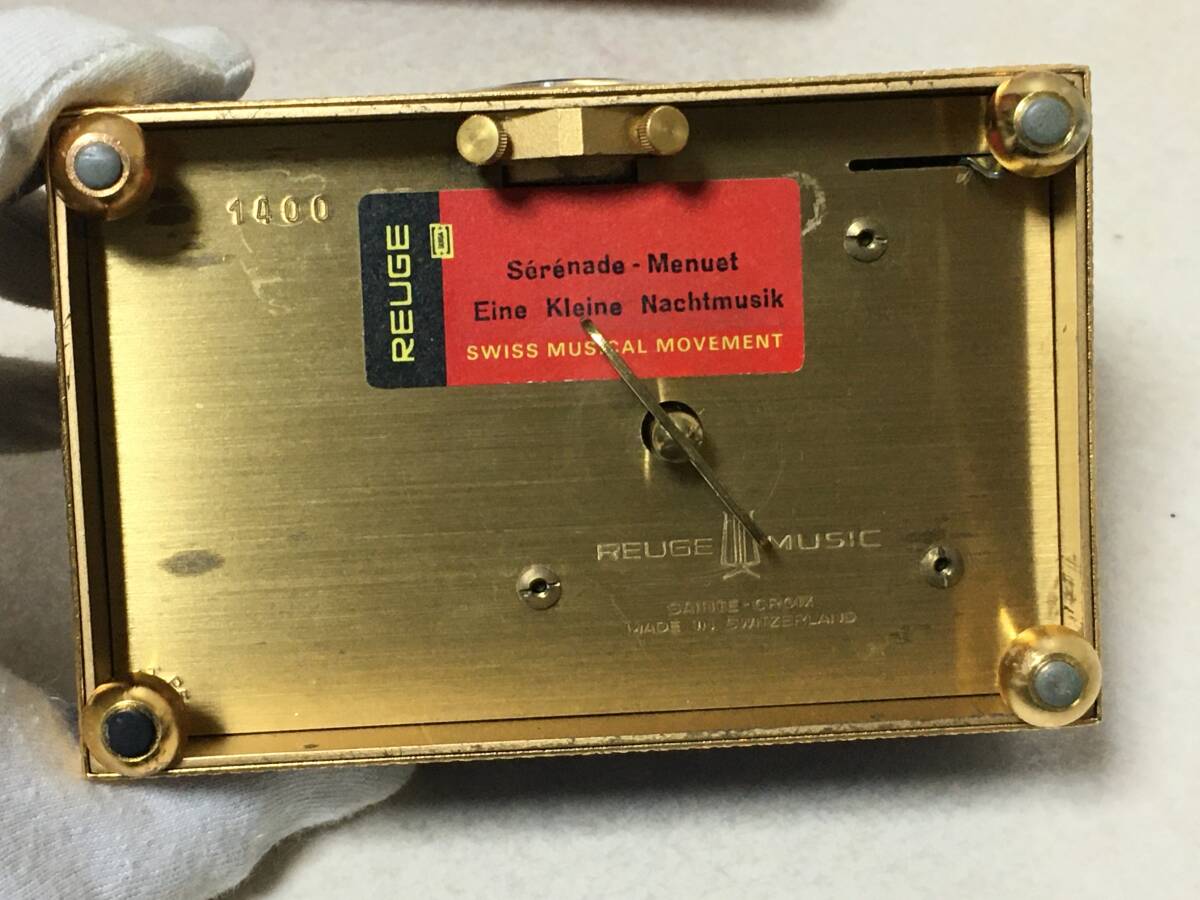 1400
REUGE
Sérénade - Menuet
Eine Kleine Nachtmusik
SWISS MUSICAL MOVEMENT
REUGE MUSIC
SAINTE-CROIX
MADE IN SWITZERLAND